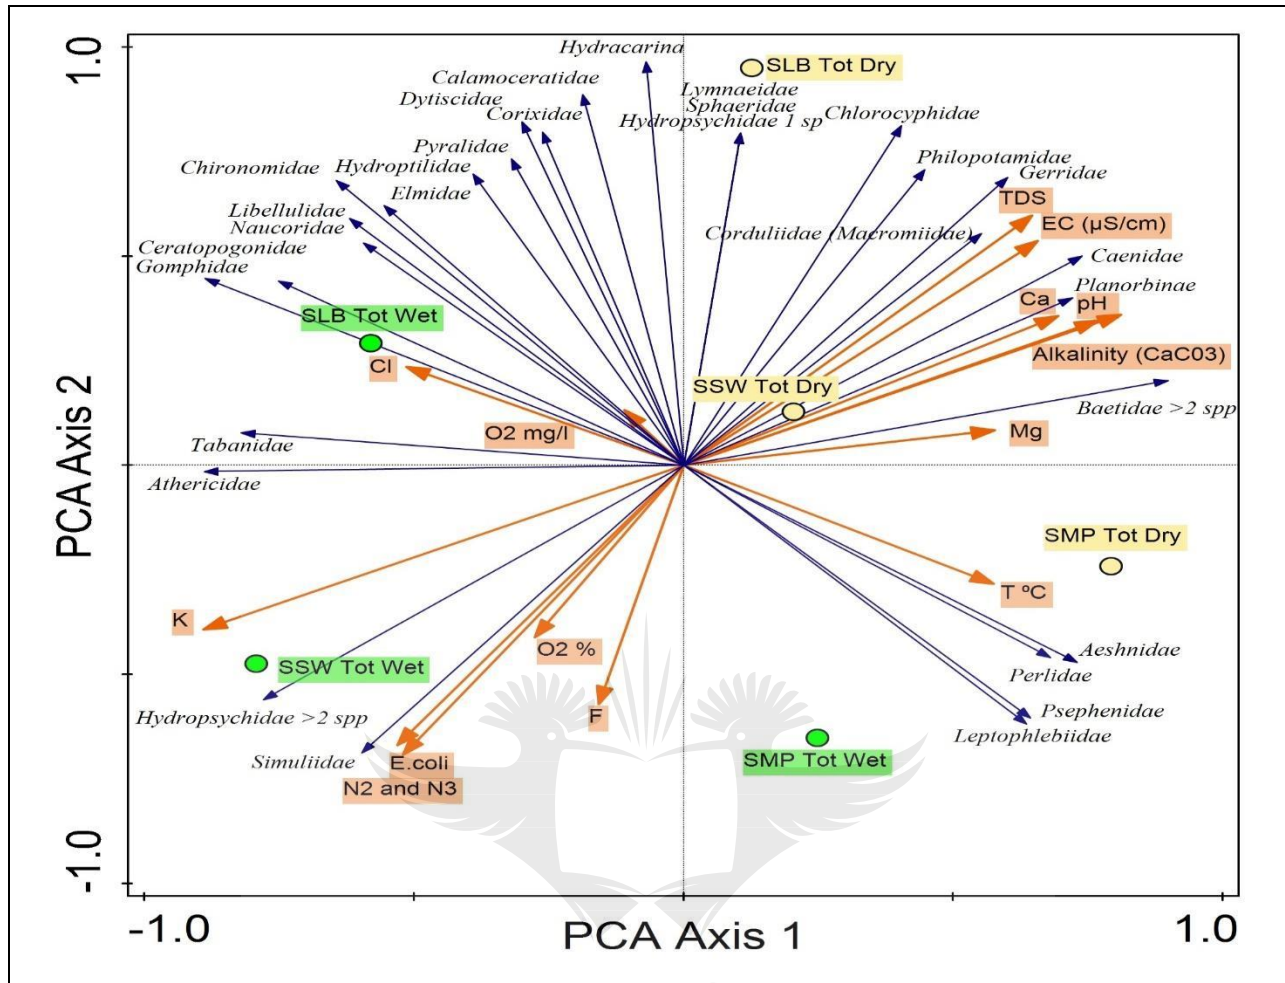 1.0
Hydracarina
SLB Tot Dry
Calamoceratidae
Lymnaeidae
Dytiscidae
Sphaeridae
Corixidae
Hydropsychidae 1 sp
Chlorocyphidae
Pyralidae
Philopotamidae
Chironomidae
Hydroptilidae
Gerridae
Elmidae
TDS
Libellulidae
EC (µS/cm)
Naucoridae
Corduliidae (Macromiidae)
Ceratopogonidae
Caenidae
Gomphidae
Planorbinae
SLB Tot Wet
Ca
pH
Cl
Alkalinity (CaC03)
SSW Tot Dry
Baetidae >2 spp
O2 mg/l
Mg
Tabanidae
Athericidae
PCA Axis 2
SMP Tot Dry
T ºC
K
O2 %
Aeshnidae
SSW Tot Wet
Perlidae
Hydropsychidae >2 spp
F
Psephenidae
Leptophlebiidae
Simuliidae
E.coli
SMP Tot Wet
N2 and N3
-1.0
-1.0
PCA Axis 1
1.0